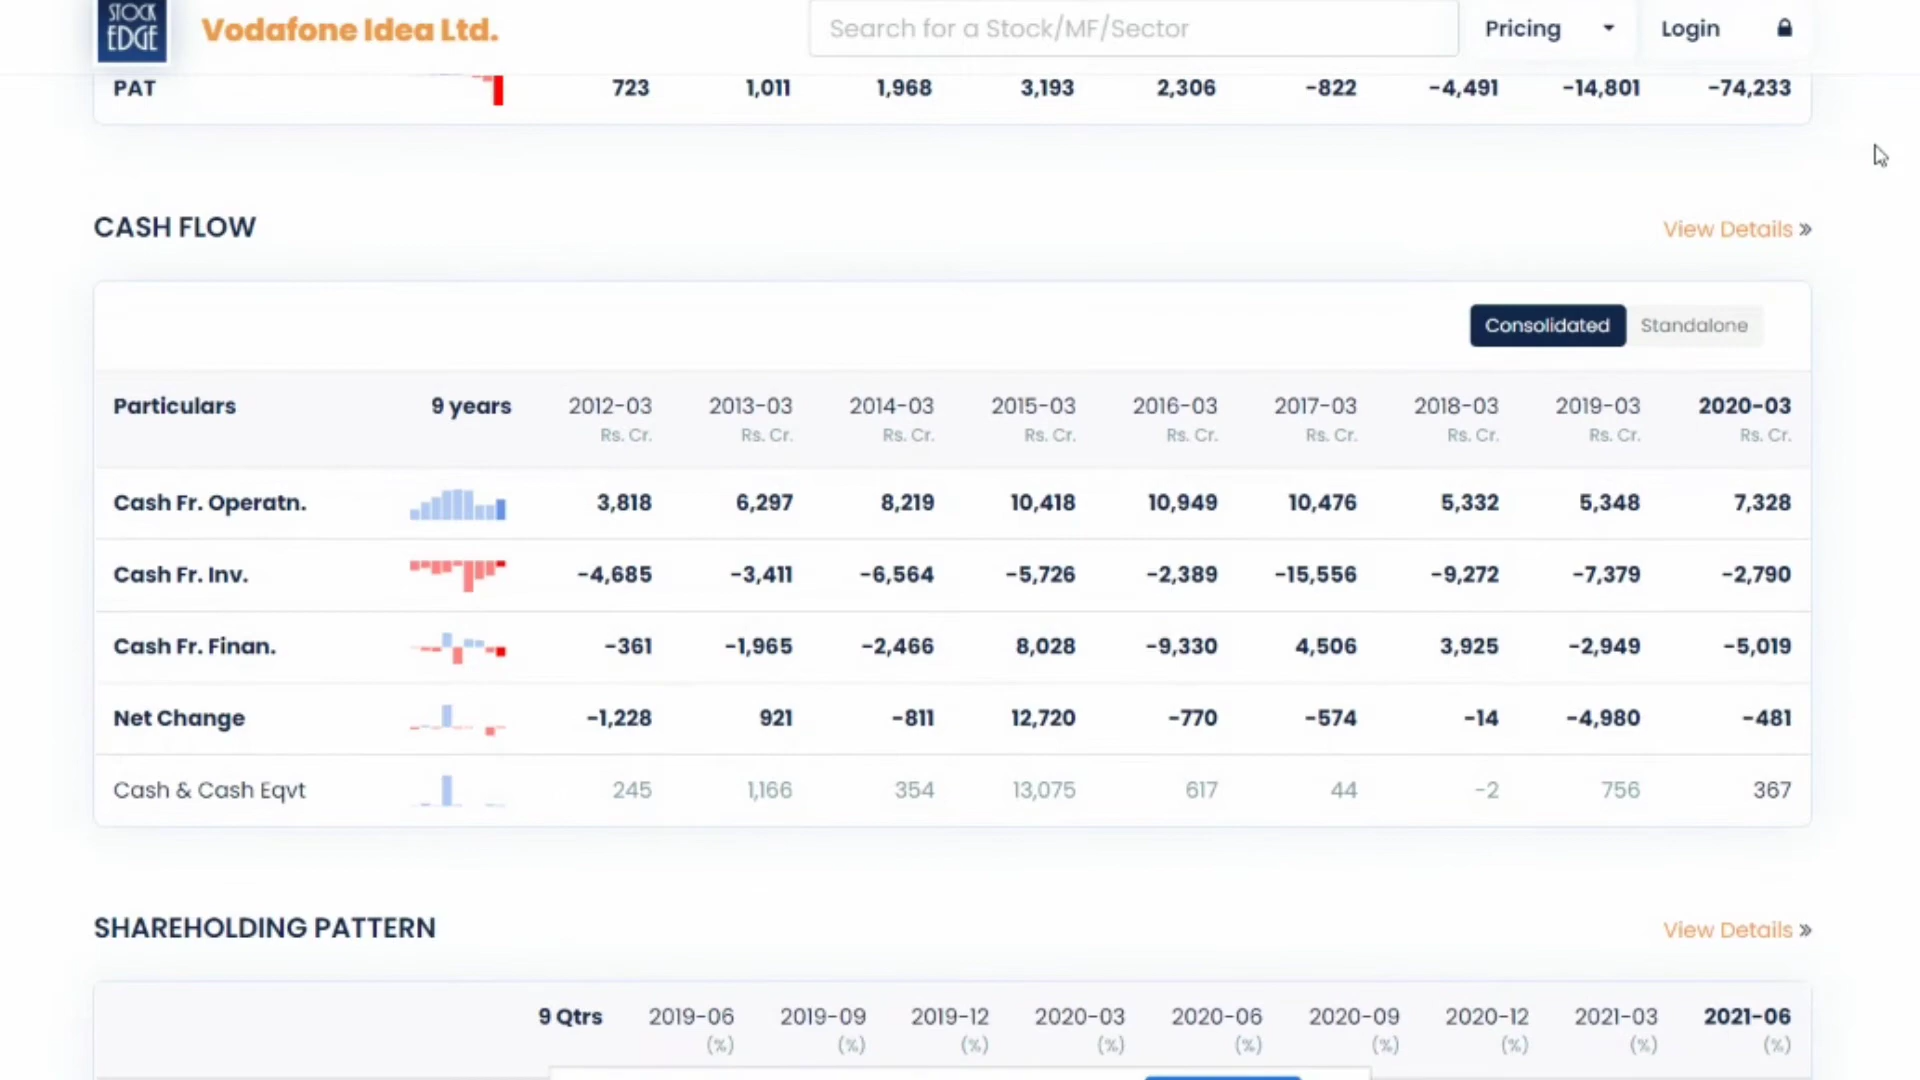 STOCK
EDGE
Vodafone Idea Ltd.
Search for a Stock/MF/Sector
Pricing
Login
PAT 723 1,011 1,968 3,193 2,306 -822 -4,491 -14,801 -74,233
CASH FLOW
View Details »
Consolidated Standalone
Particulars 9 years 2012-03 2013-03 2014-03 2015-03 2016-03 2017-03 2018-03 2019-03 2020-03
Rs. Cr. Rs. Cr. Rs. Cr. Rs. Cr. Rs. Cr. Rs. Cr. Rs. Cr. Rs. Cr. Rs. Cr.
Cash Fr. Operatn. 3,818 6,297 8,219 10,418 10,949 10,476 5,332 5,348 7,328
Cash Fr. Inv. -4,685 -3,411 -6,564 -5,726 -2,389 -15,556 -9,272 -7,379 -2,790
Cash Fr. Finan. -361 -1,965 -2,466 8,028 -9,330 4,506 3,925 -2,949 -5,019
Net Change -1,228 921 -811 12,720 -770 -574 -14 -4,980 -481
Cash & Cash Eqvt 245 1,166 354 13,075 617 44 -2 756 367
SHAREHOLDING PATTERN
View Details »
9 Qtrs 2019-06 2019-09 2019-12 2020-03 2020-06 2020-09 2020-12 2021-03 2021-06
(%) (%) (%) (%) (%) (%) (%) (%) (%)